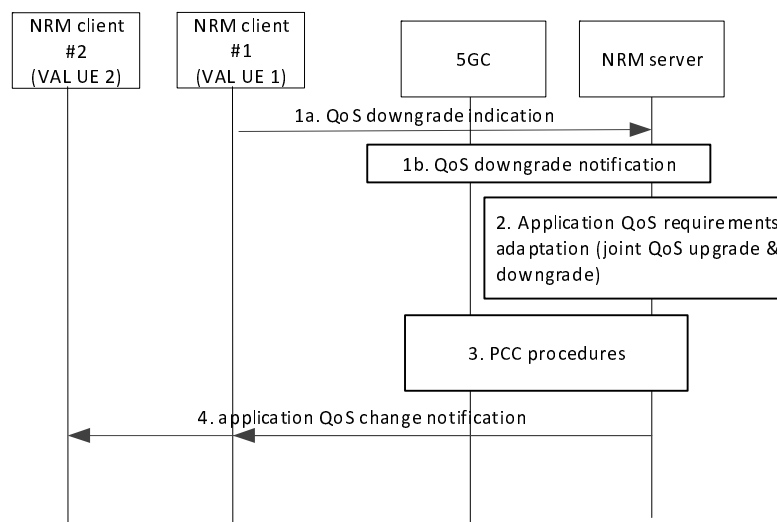 NRM client
#2
(VAL UE 2)
NRM client
#1
(VAL UE 1)
5GC
NRM server
1a. QoS downgrade indication
1b. QoS downgrade notification
2. Application QoS requirements
adaptation (joint QoS upgrade &
downgrade)
3. PCC procedures
4. application QoS change notification